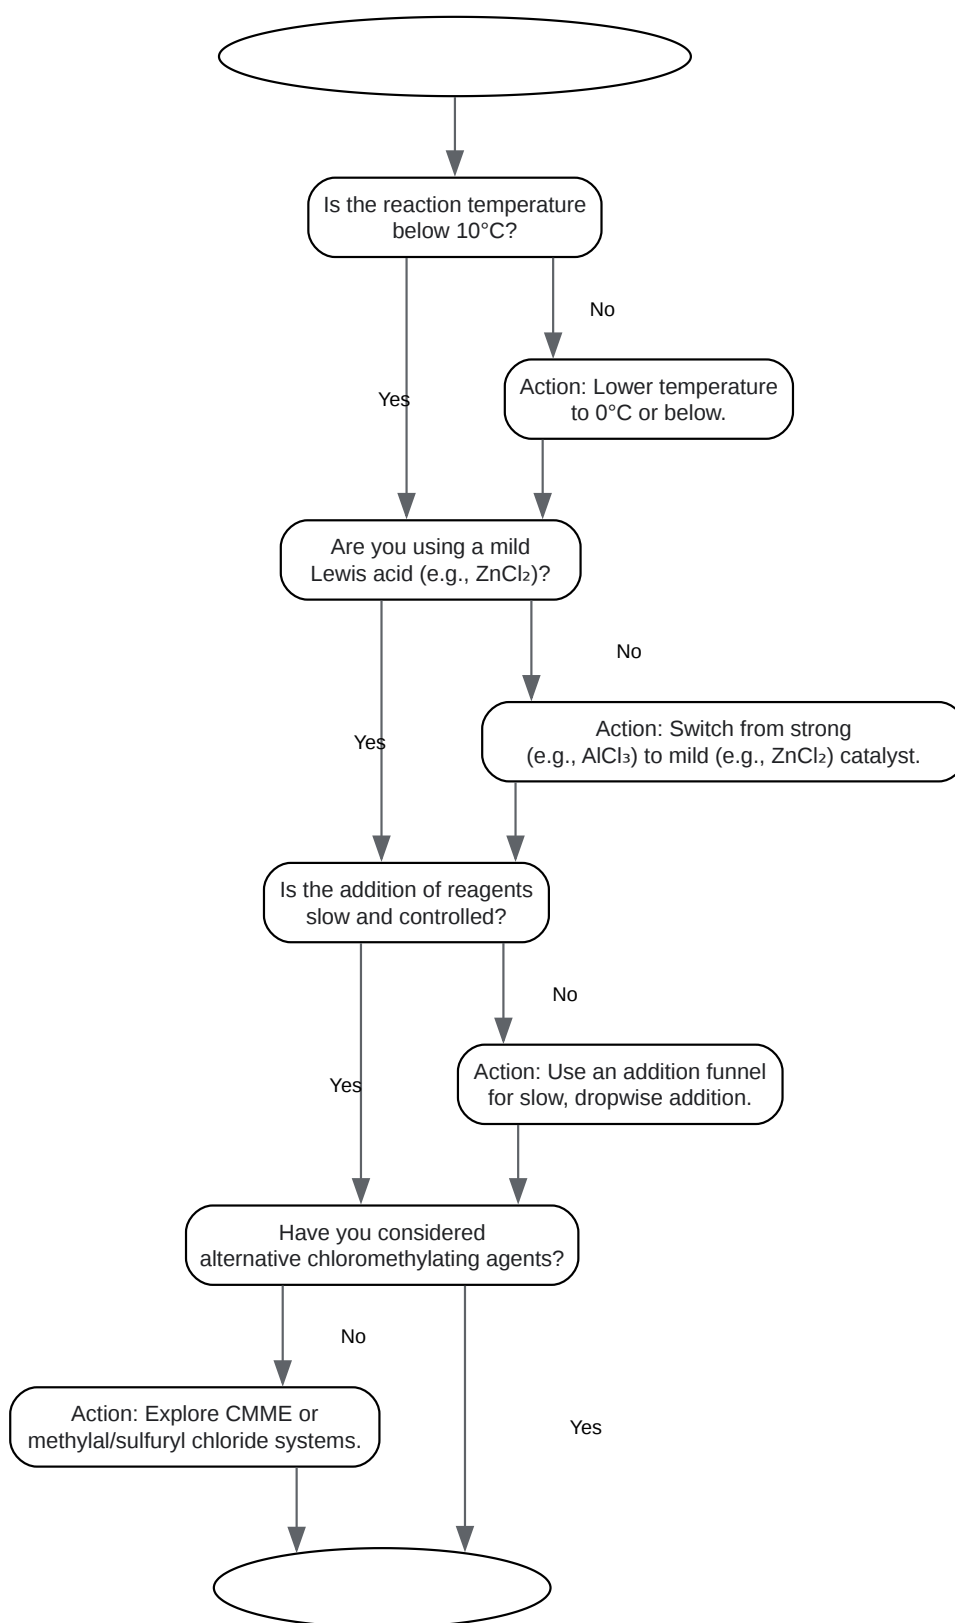 Is the reaction temperature
below 10°C?
No
Action: Lower temperature
to 0°C or below.
Yes
Are you using a mild
Lewis acid (e.g., ZnCl₂)?
No
Action: Switch from strong
(e.g., AlCl₃) to mild (e.g., ZnCl₂) catalyst.
Yes
Is the addition of reagents
slow and controlled?
No
Action: Use an addition funnel
for slow, dropwise addition.
Yes
Have you considered
alternative chloromethylating agents?
No
Action: Explore CMME or
methylal/sulfuryl chloride systems.
Yes